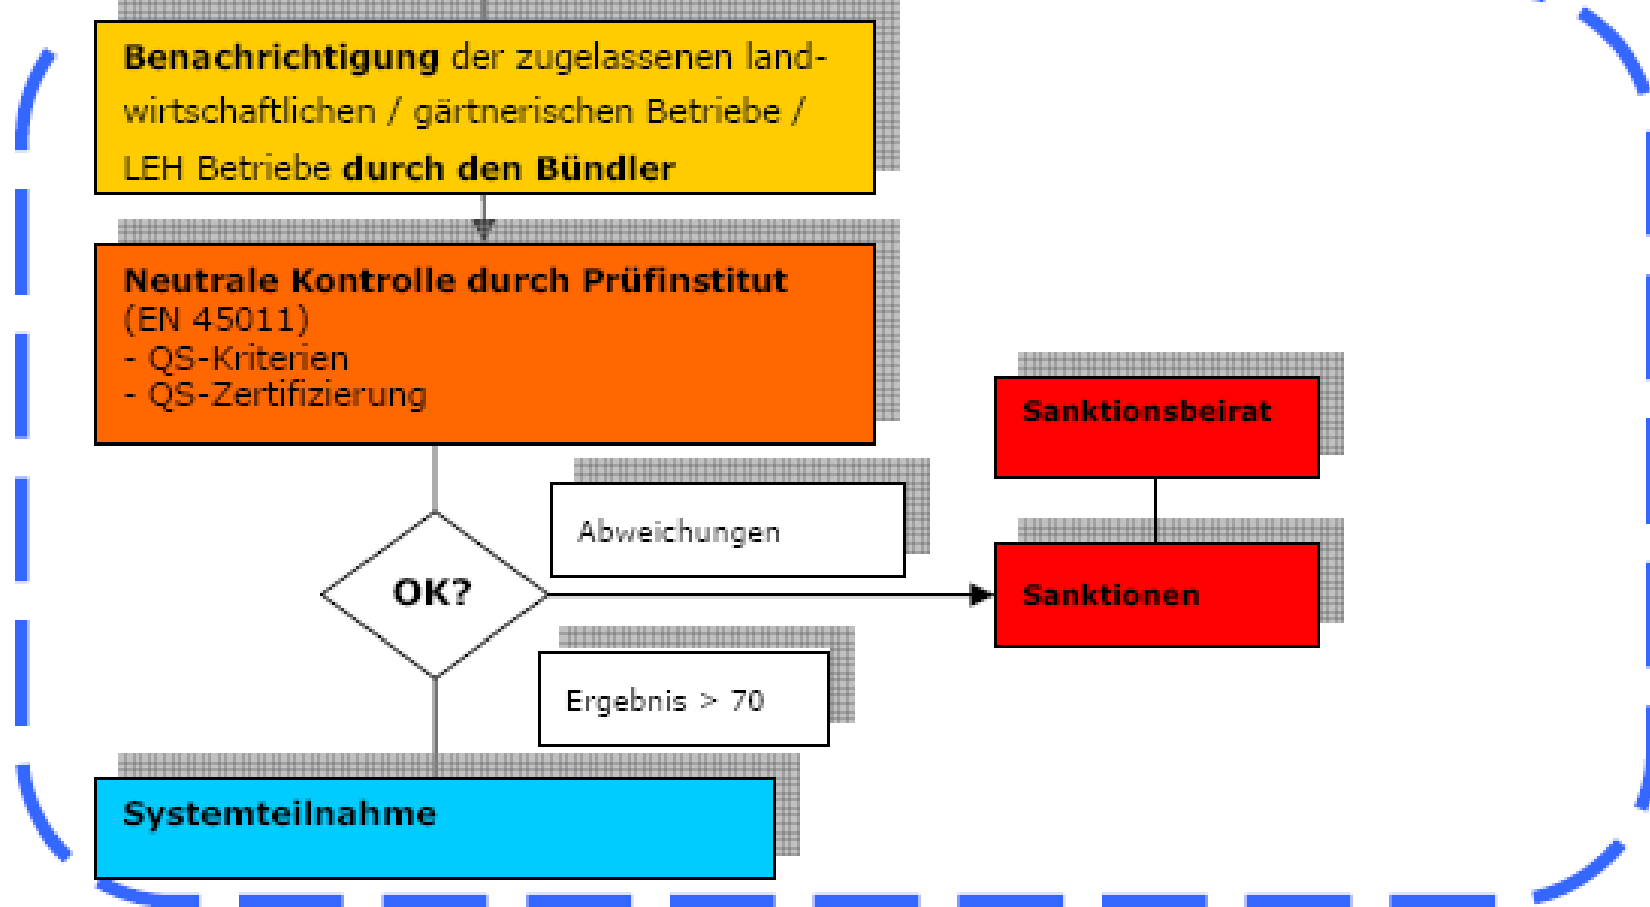 Benachrichtigung der zugelassenen land-
wirtschaftlichen / gärtnerischen Betriebe /
LEH Betriebe durch den Bündler
Neutrale Kontrolle durch Prüfinstitut
(EN 45011)
- QS-Kriterien
- QS-Zertifizierung
Sanktionsbeirat
Abweichungen
OK?
Sanktionen
Ergebnis > 70
Systemteilnahme